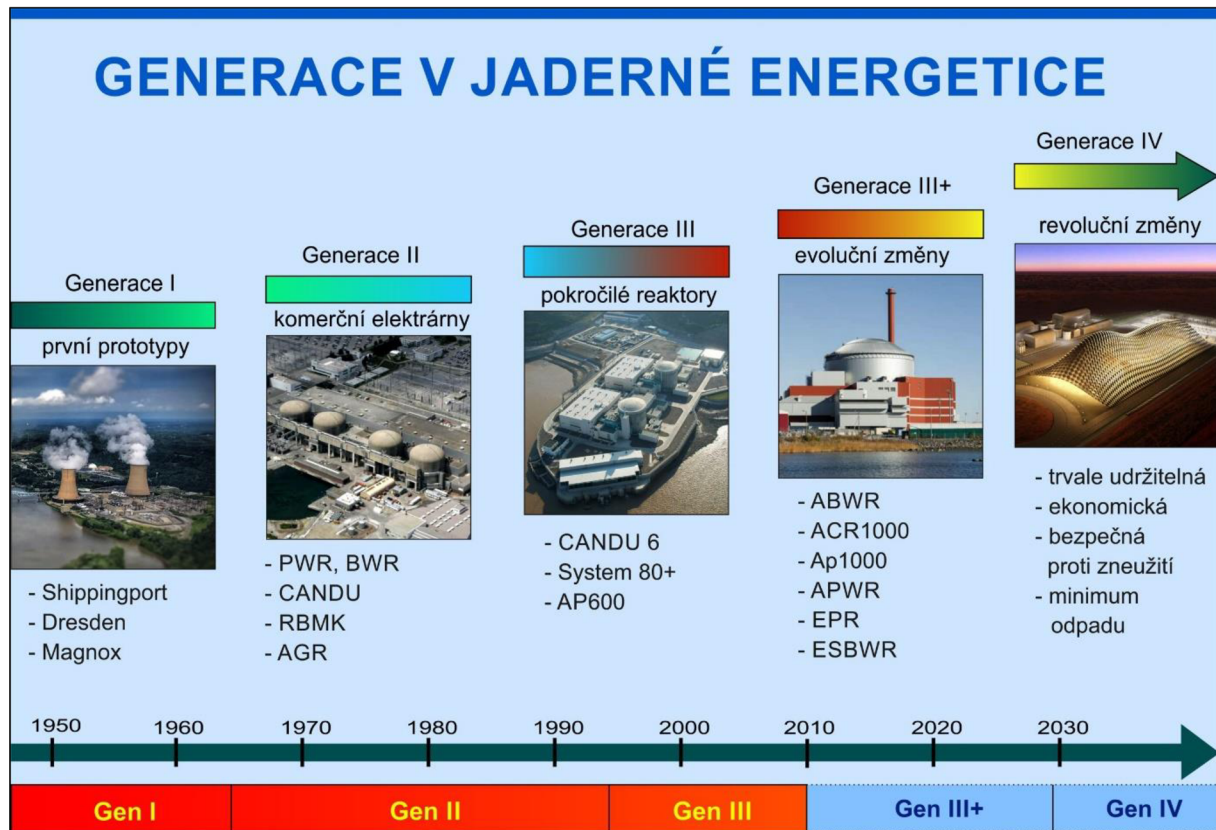 GENERACE V JADERNÉ ENERGETICE
Generace I
první prototypy
- Shippingport
- Dresden
- Magnox
Generace II
komerční elektrárny
- PWR, BWR
- CANDU
- RBMK
- AGR
Generace III
pokročilé reaktory
- CANDU 6
- System 80+
- AP600
Generace III+
evoluční změny
- ABWR
- ACR1000
- Ap1000
- APWR
- EPR
- ESBWR
Generace IV
revoluční změny
- trvale udržitelná
- ekonomická
- bezpečná
proti zneužití
- minimum
odpadu
1950 1960 1970 1980 1990 2000 2010 2020 2030
Gen I Gen II Gen III Gen III+ Gen IV